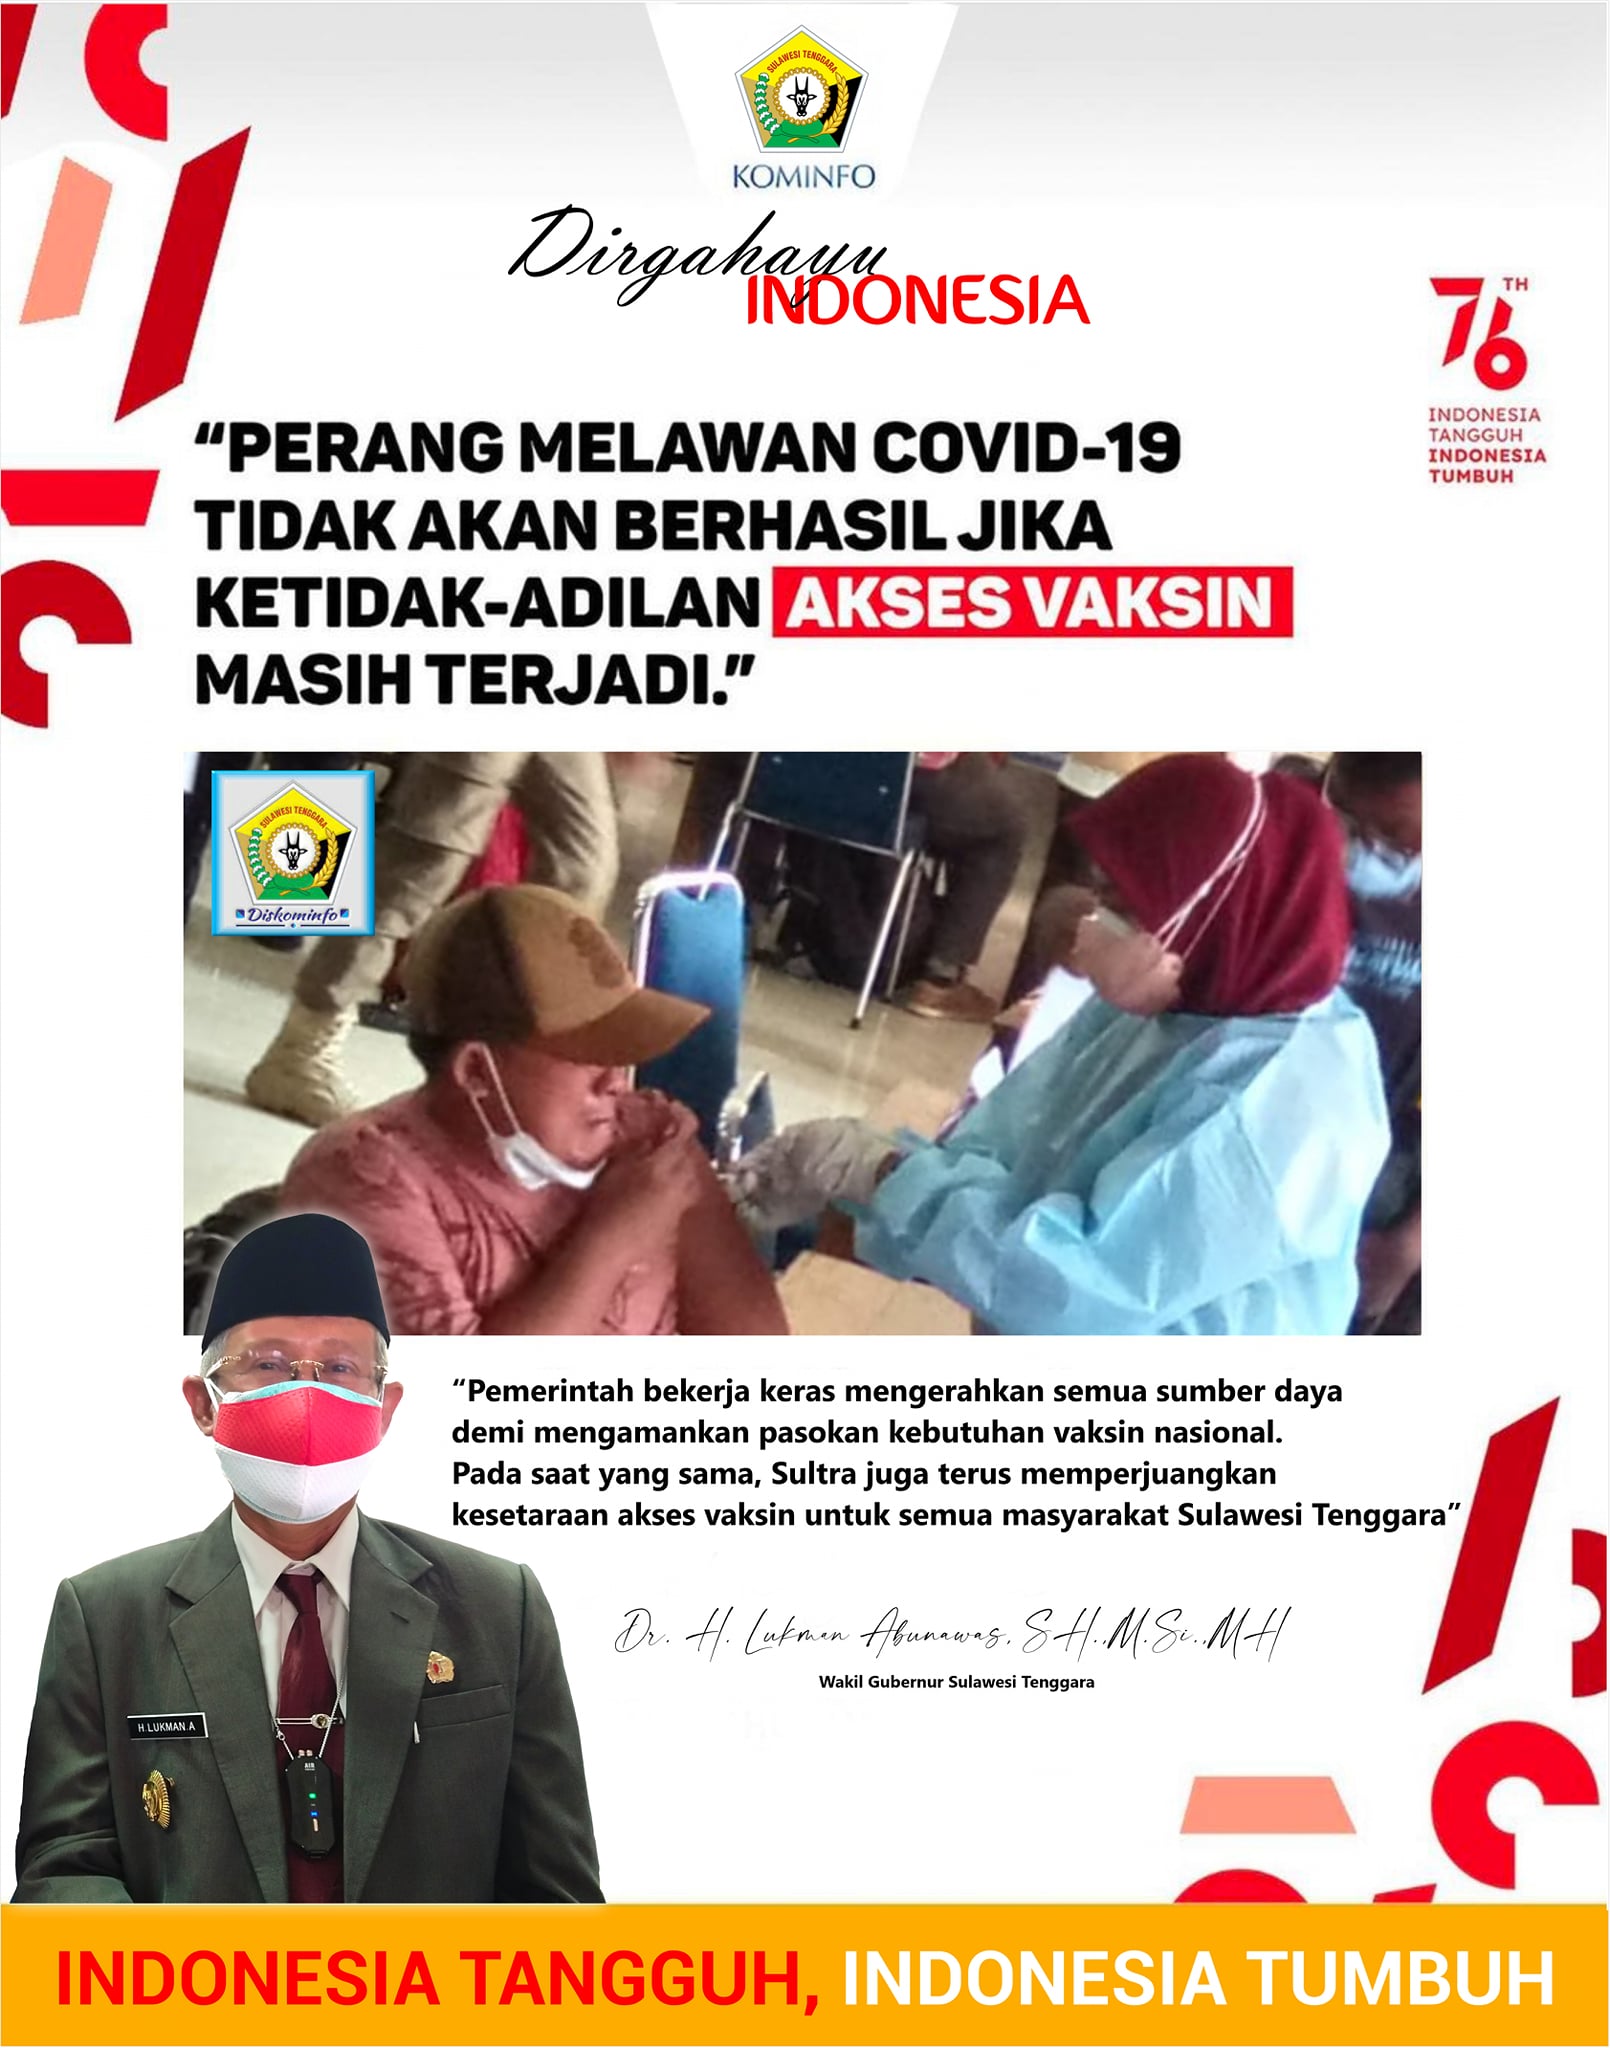 SULAWESI TENGGARA
KOMINFO
Dirgahayu
INDONESIA
76 TH
INDONESIA
TANGGUH
INDONESIA
TUMBUH
“PERANG MELAWAN COVID-19
TIDAK AKAN BERHASIL JIKA
KETIDAK-ADILAN AKSES VAKSIN
MASIH TERJADI.”
SULAWESI TENGGARA
Diskominfo
“Pemerintah bekerja keras mengerahkan semua sumber daya
demi mengamankan pasokan kebutuhan vaksin nasional.
Pada saat yang sama, Sultra juga terus memperjuangkan
kesetaraan akses vaksin untuk semua masyarakat Sulawesi Tenggara”
Dr. H. Lukman Abunawas, SH.,M.Si.,MH
Wakil Gubernur Sulawesi Tenggara
H.LUKMAN.A
AIR
INDONESIA TANGGUH, INDONESIA TUMBUH